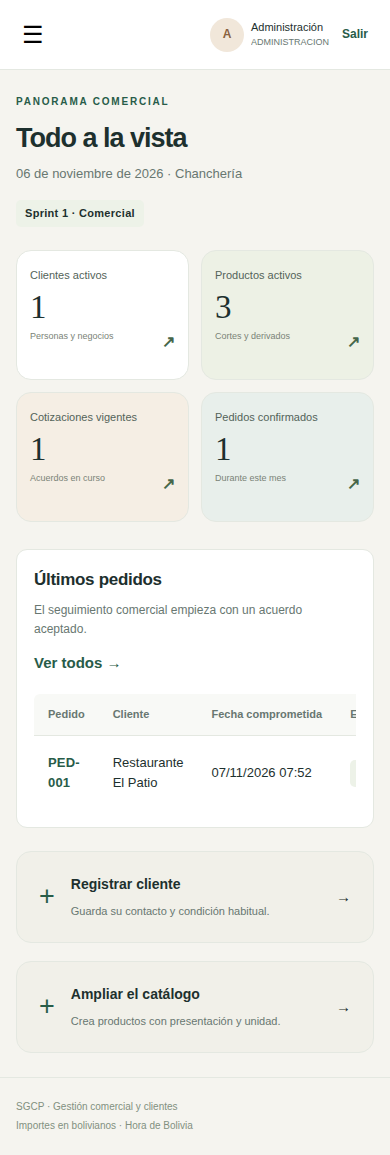 A
Administración
ADMINISTRACION
Salir
PANORAMA COMERCIAL
Todo a la vista
06 de noviembre de 2026 · Chanchería
Sprint 1 · Comercial
Clientes activos
1
Personas y negocios
↗
Productos activos
3
Cortes y derivados
↗
Cotizaciones vigentes
1
Acuerdos en curso
↗
Pedidos confirmados
1
Durante este mes
↗
Últimos pedidos
El seguimiento comercial empieza con un acuerdo
aceptado.
Ver todos →
Pedido Cliente Fecha comprometida E
PED-
001
Restaurante
El Patio
07/11/2026 07:52
+ Registrar cliente
Guarda su contacto y condición habitual.
→
+ Ampliar el catálogo
Crea productos con presentación y unidad.
→
SGCP · Gestión comercial y clientes
Importes en bolivianos · Hora de Bolivia